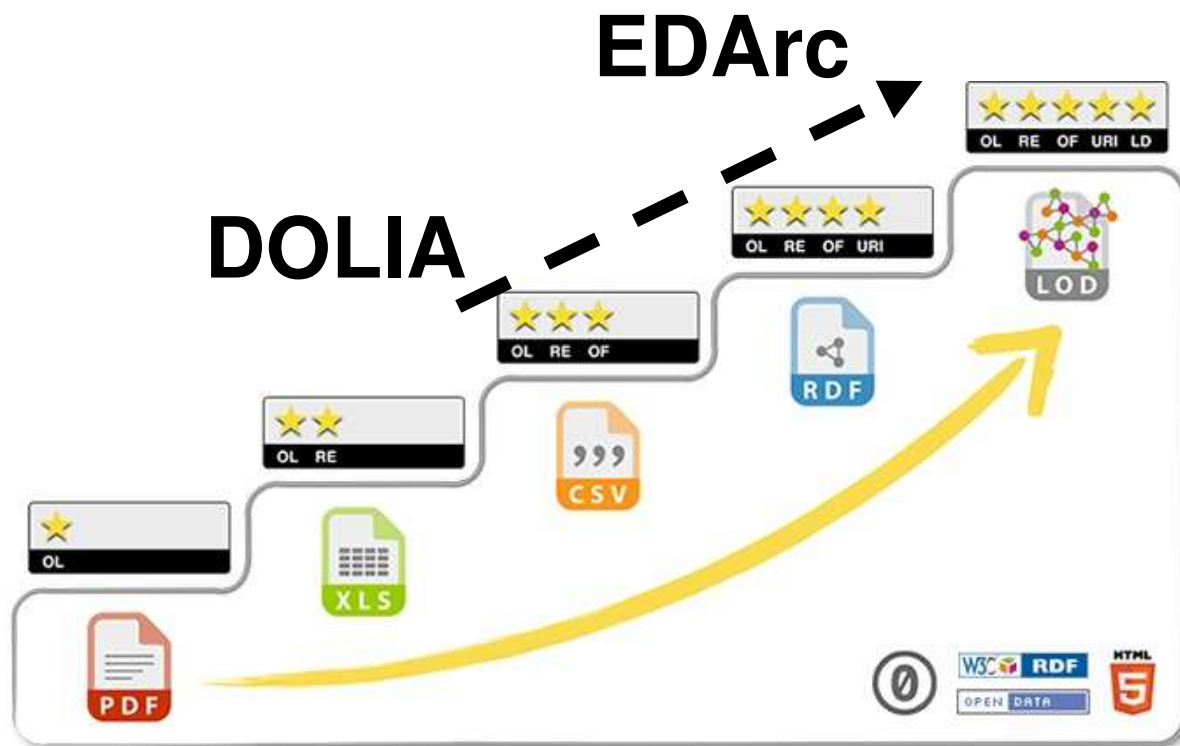 EDArc
OL RE OF URI LD
DOLIA
OL RE OF URI
LOD
OL RE OF
RDF
OL RE
,,,
CSV
OL
XLS
PDF
0
W3C RDF
OPEN DATA
HTML
5